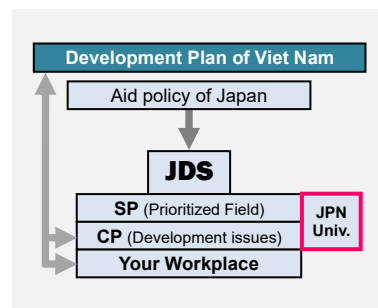 Development Plan of Viet Nam
Aid policy of Japan
JDS
SP (Prioritized Field)
CP (Development issues)
JPN
Univ.
Your Workplace